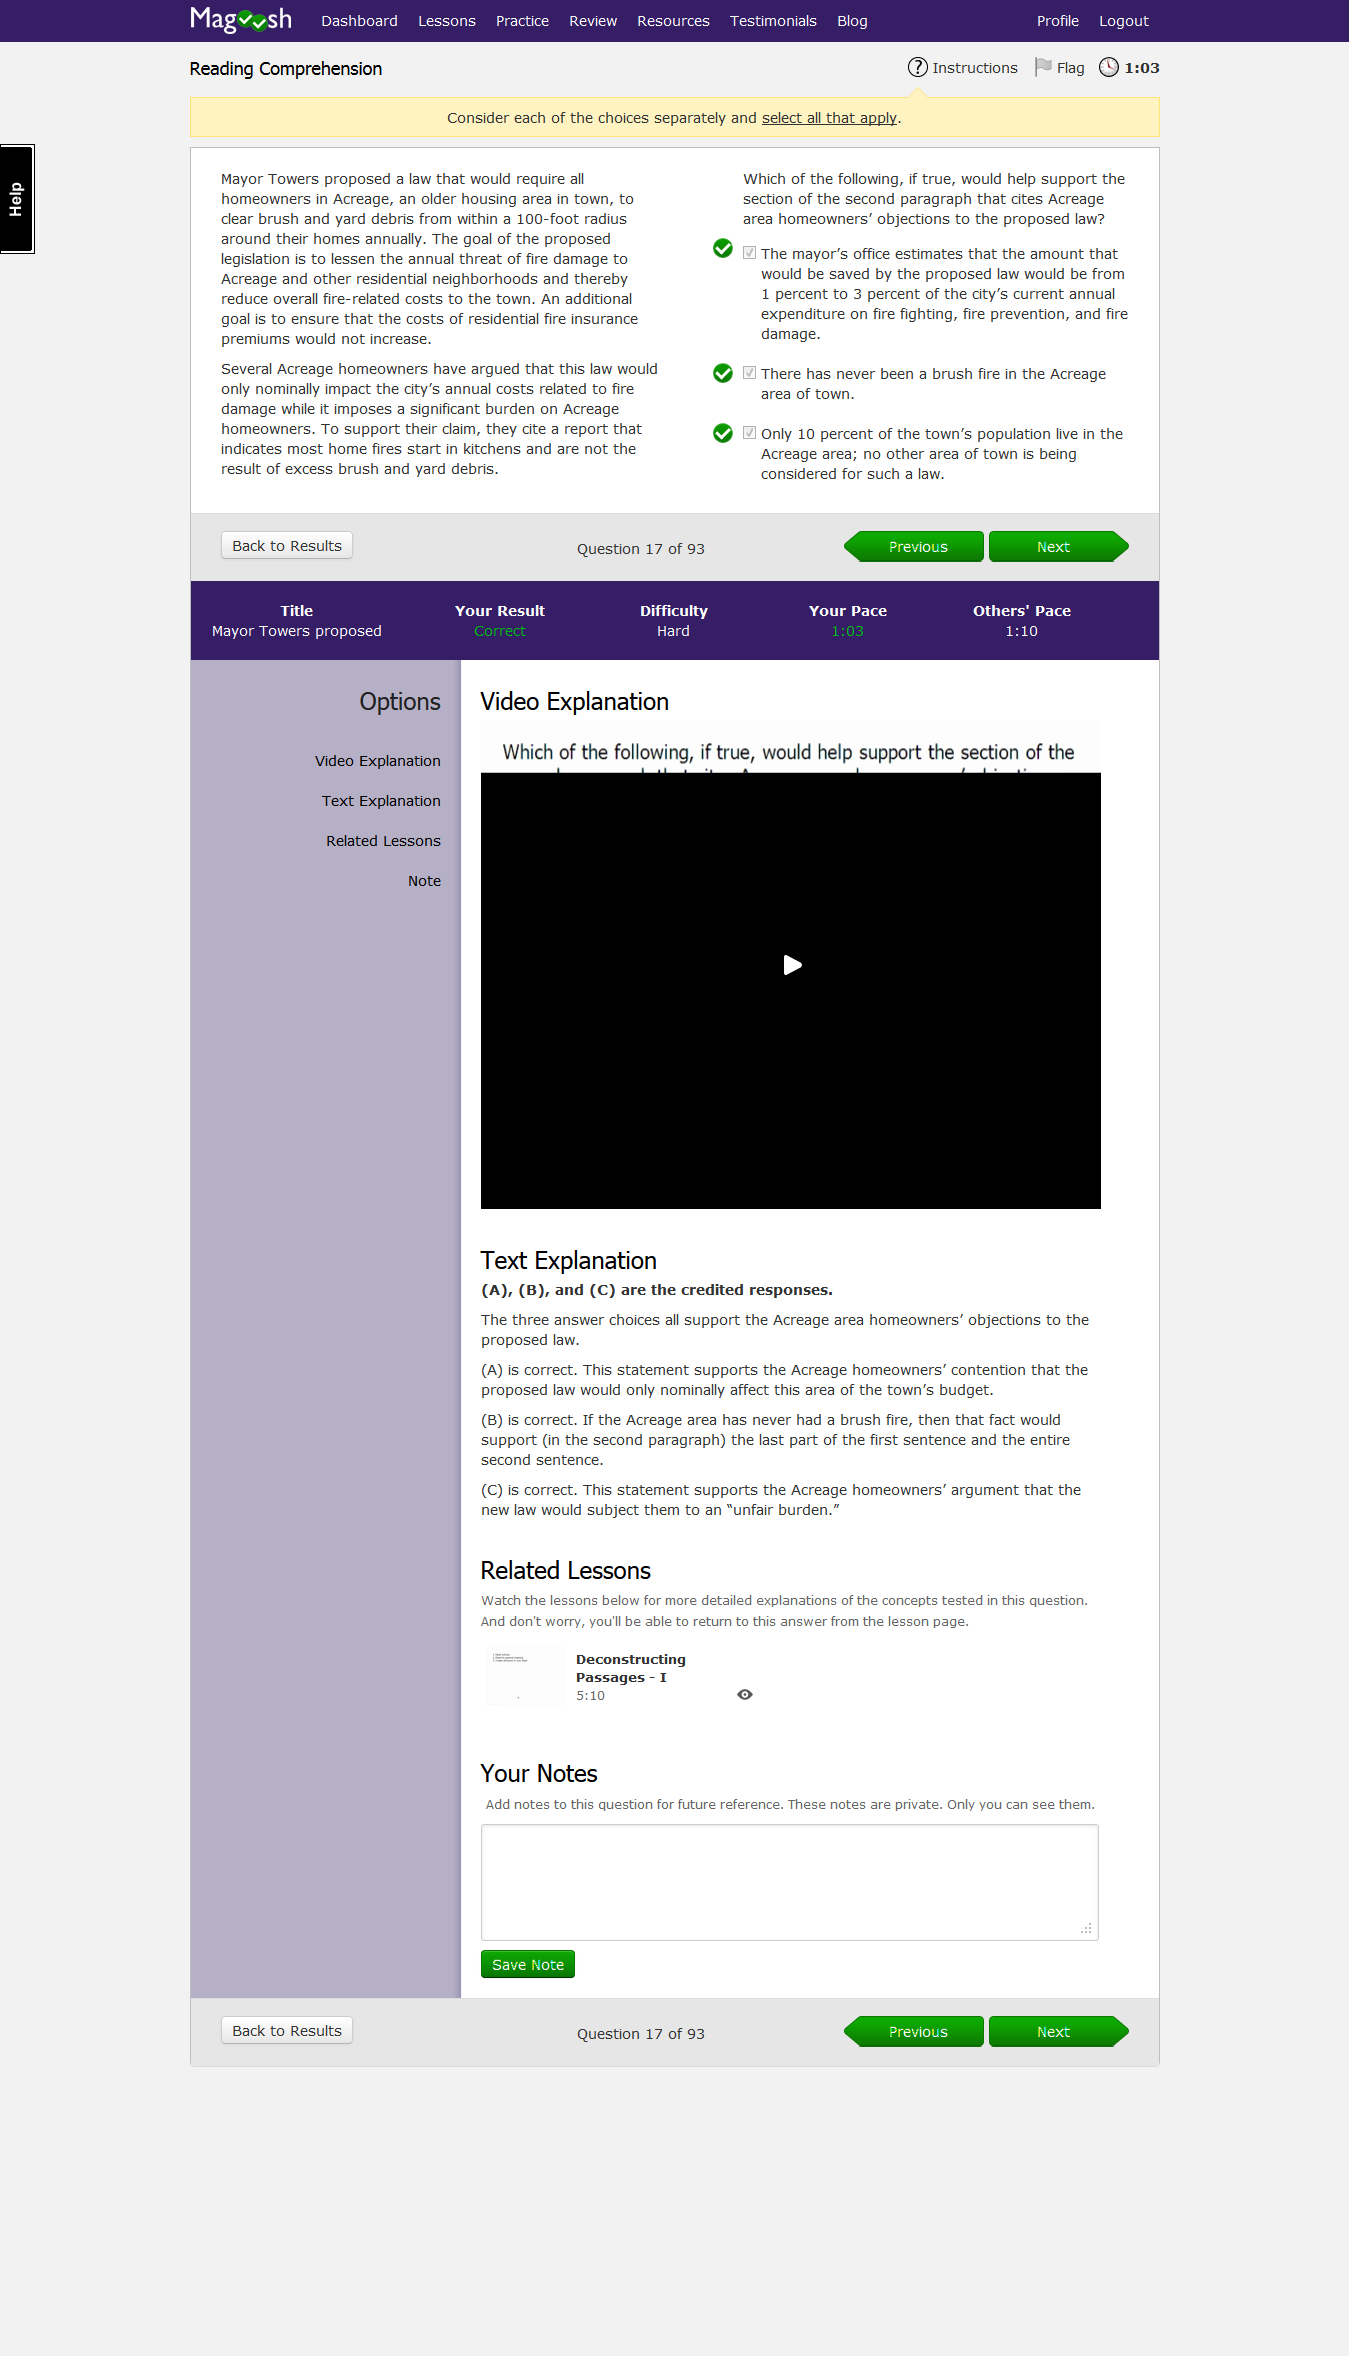 Magoosh Dashboard Lessons Practice Review Resources Testimonials Blog Profile Logout
Reading Comprehension
Instructions Flag 1:03
Consider each of the choices separately and select all that apply.
Help
Mayor Towers proposed a law that would require all
homeowners in Acreage, an older housing area in town, to
clear brush and yard debris from within a 100-foot radius
around their homes annually. The goal of the proposed
legislation is to lessen the annual threat of fire damage to
Acreage and other residential neighborhoods and thereby
reduce overall fire-related costs to the town. An additional
goal is to ensure that the costs of residential fire insurance
premiums would not increase.
Several Acreage homeowners have argued that this law would
only nominally impact the city’s annual costs related to fire
damage while it imposes a significant burden on Acreage
homeowners. To support their claim, they cite a report that
indicates most home fires start in kitchens and are not the
result of excess brush and yard debris.
Which of the following, if true, would help support the
section of the second paragraph that cites Acreage
area homeowners’ objections to the proposed law?
The mayor’s office estimates that the amount that
would be saved by the proposed law would be from
1 percent to 3 percent of the city’s current annual
expenditure on fire fighting, fire prevention, and fire
damage.
There has never been a brush fire in the Acreage
area of town.
Only 10 percent of the town’s population live in the
Acreage area; no other area of town is being
considered for such a law.
Back to Results Question 17 of 93 Previous Next
Title Your Result Difficulty Your Pace Others' Pace
Mayor Towers proposed Correct Hard 1:03 1:10
Options
Video Explanation
Text Explanation
Related Lessons
Note
Video Explanation
Which of the following, if true, would help support the section of the
Text Explanation
(A), (B), and (C) are the credited responses.
The three answer choices all support the Acreage area homeowners’ objections to the
proposed law.
(A) is correct. This statement supports the Acreage homeowners’ contention that the
proposed law would only nominally affect this area of the town’s budget.
(B) is correct. If the Acreage area has never had a brush fire, then that fact would
support (in the second paragraph) the last part of the first sentence and the entire
second sentence.
(C) is correct. This statement supports the Acreage homeowners’ argument that the
new law would subject them to an “unfair burden.”
Related Lessons
Watch the lessons below for more detailed explanations of the concepts tested in this question.
And don't worry, you'll be able to return to this answer from the lesson page.
Deconstructing
Passages - I
5:10
Your Notes
Add notes to this question for future reference. These notes are private. Only you can see them.
Save Note
Back to Results Question 17 of 93 Previous Next